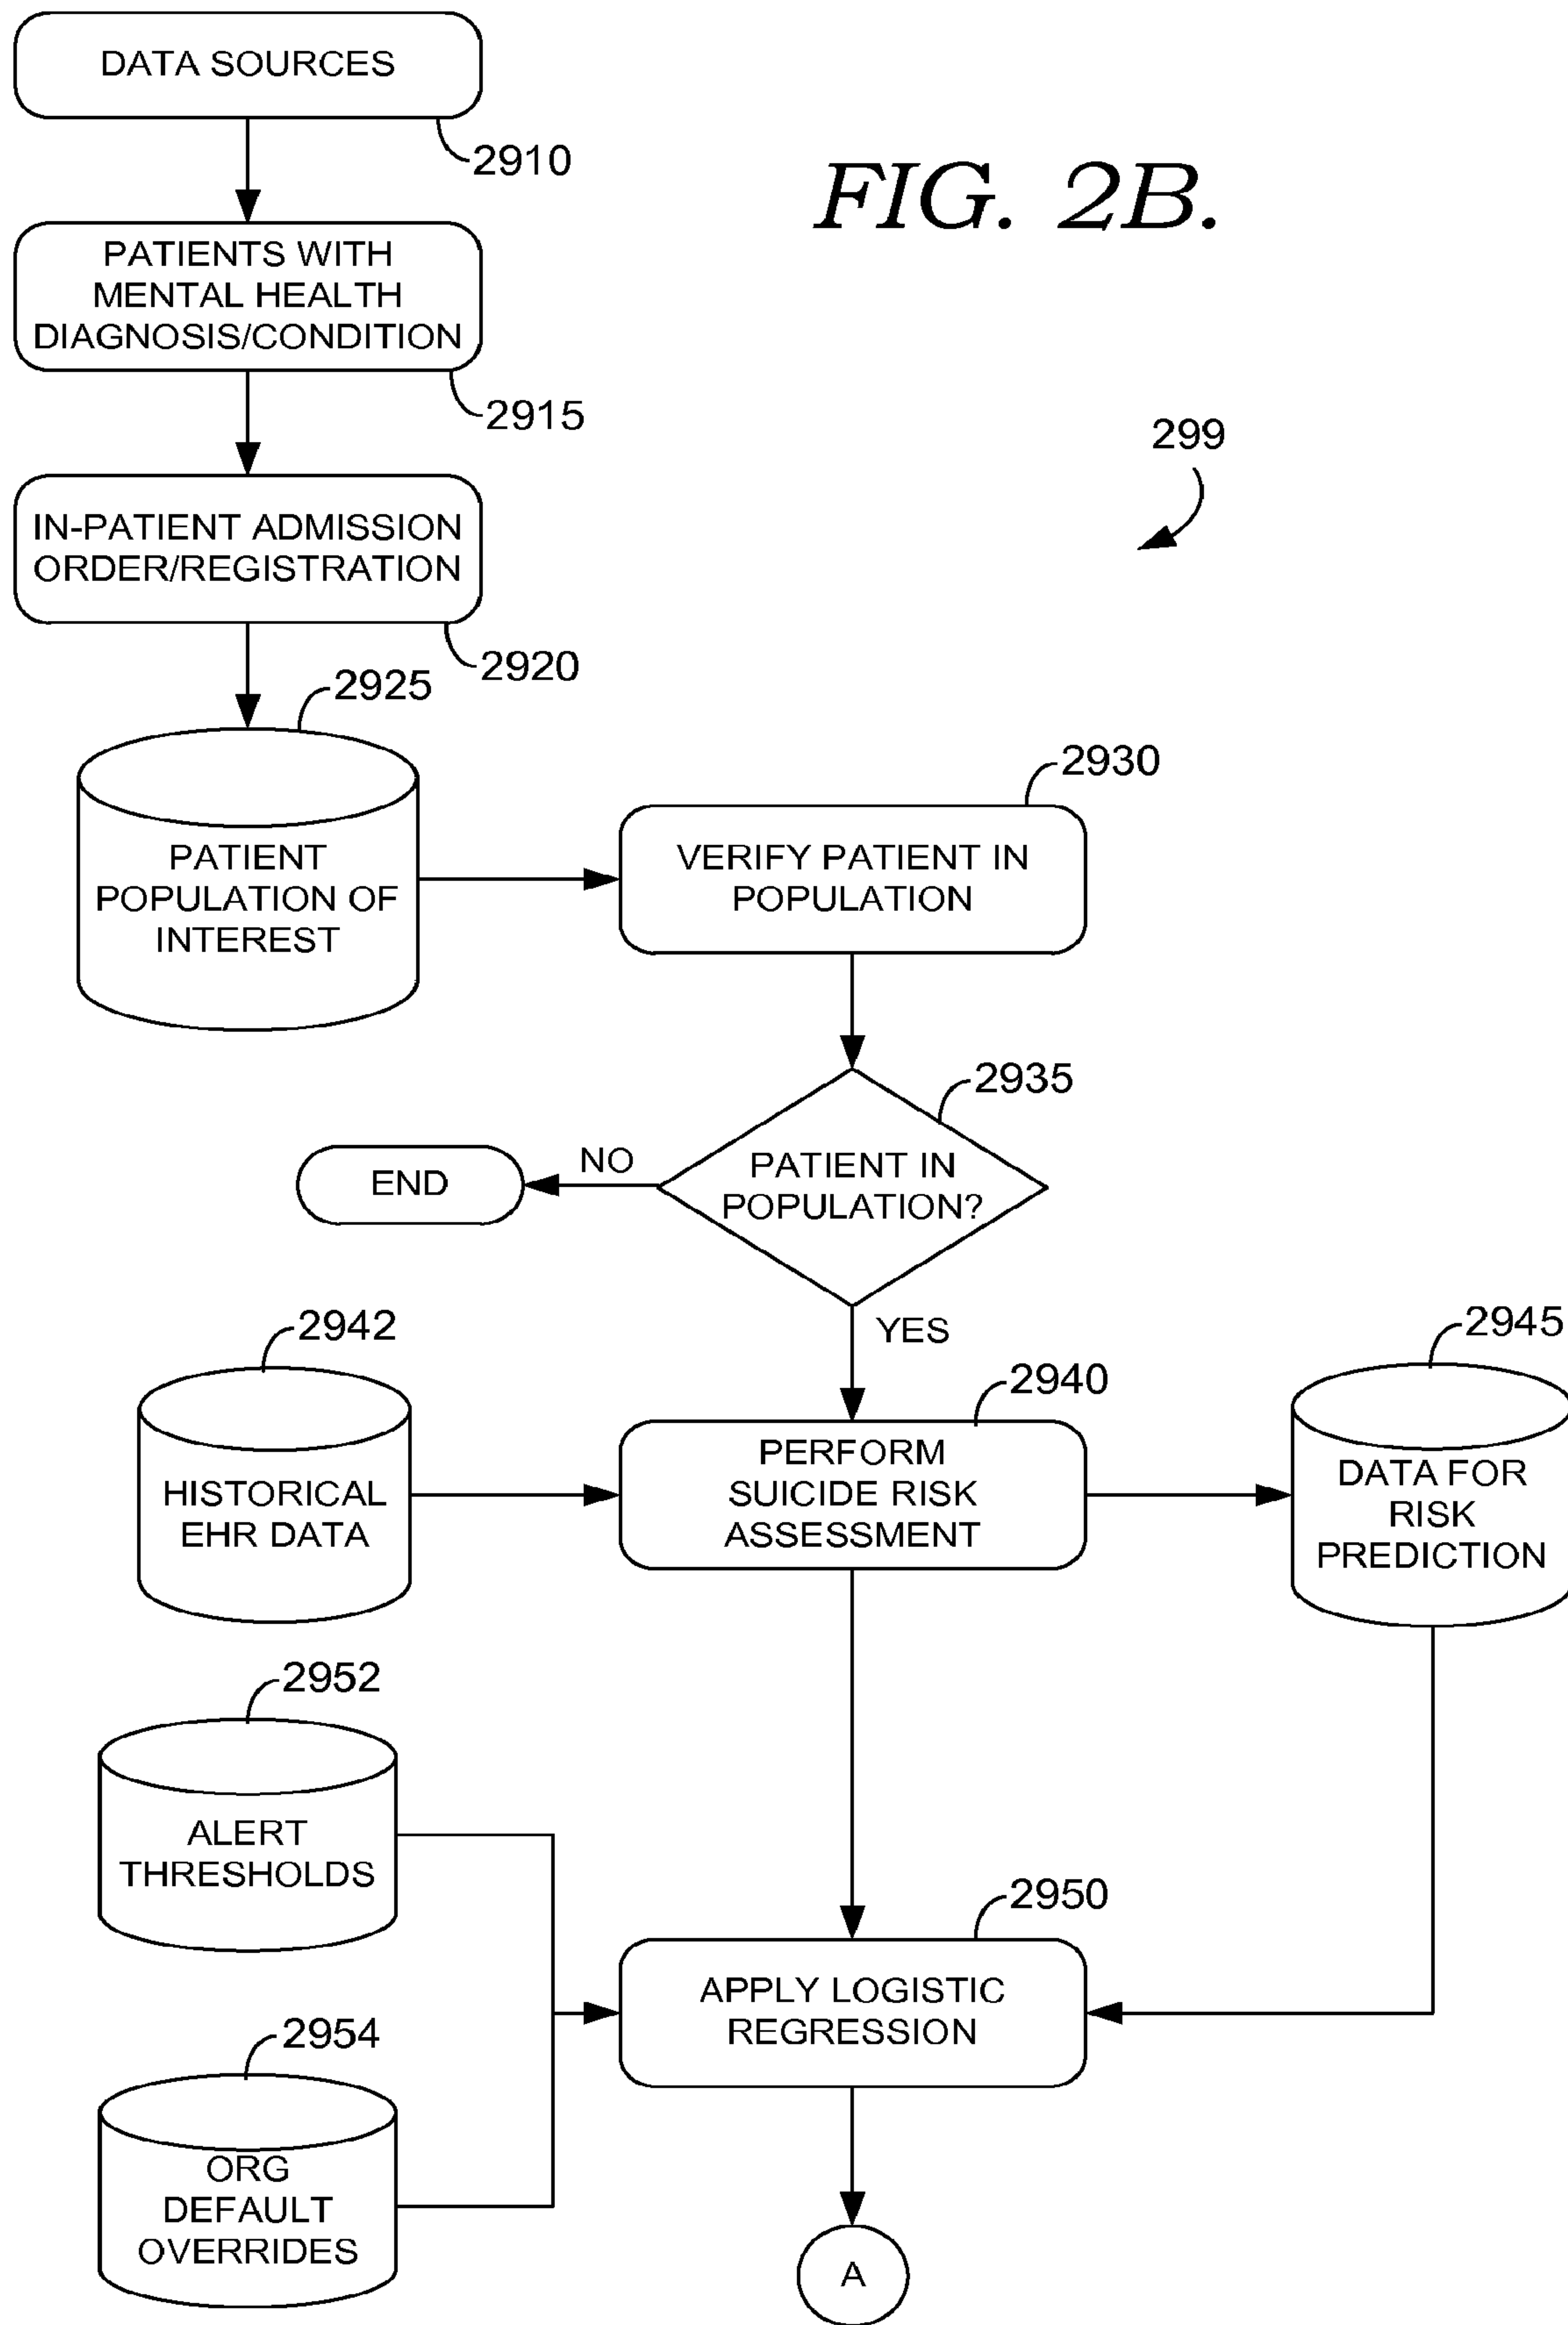 DATA SOURCES
2910
FIG. 2B.
PATIENTS WITH
MENTAL HEALTH
DIAGNOSIS/CONDITION
2915
299
IN-PATIENT ADMISSION
ORDER/REGISTRATION
2920
2925
PATIENT
POPULATION OF
INTEREST
2930
VERIFY PATIENT IN
POPULATION
2935
PATIENT IN
POPULATION?
NO
END
YES
2942
HISTORICAL
EHR DATA
2940
PERFORM
SUICIDE RISK
ASSESSMENT
2945
DATA FOR
RISK
PREDICTION
2952
ALERT
THRESHOLDS
2950
APPLY LOGISTIC
REGRESSION
2954
ORG
DEFAULT
OVERRIDES
A